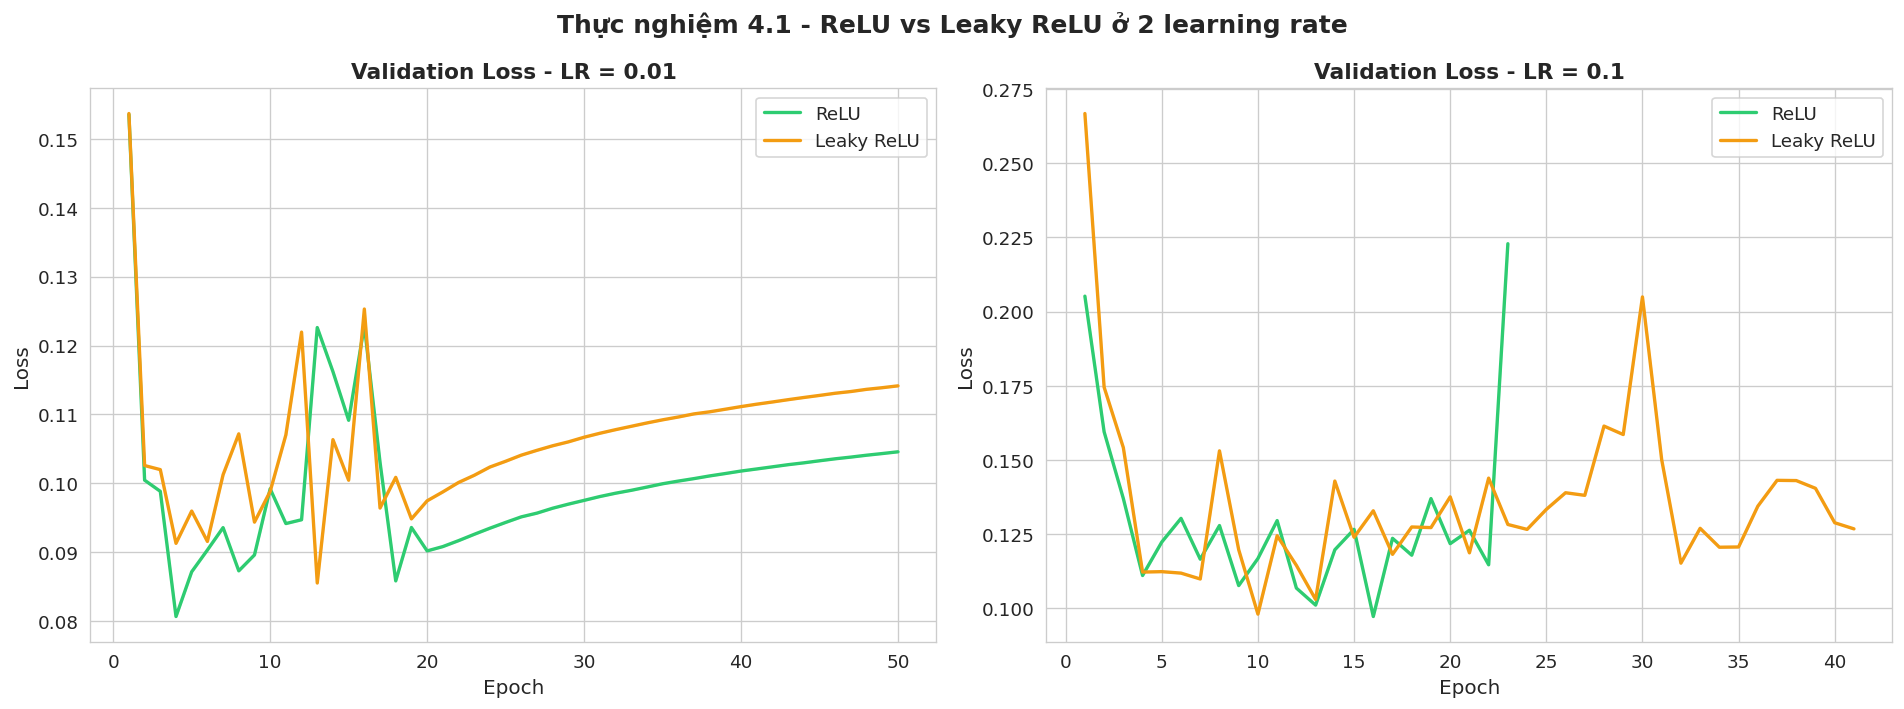 Thực nghiệm 4.1 - ReLU vs Leaky ReLU ở 2 learning rate
Validation Loss - LR = 0.01
ReLU
Leaky ReLU
0.15
0.14
0.13
0.12
0.11
0.10
0.09
0.08
Loss
0 10 20 30 40 50
Epoch
Validation Loss - LR = 0.1
ReLU
Leaky ReLU
0.275
0.250
0.225
0.200
0.175
0.150
0.125
0.100
Loss
0 5 10 15 20 25 30 35 40
Epoch